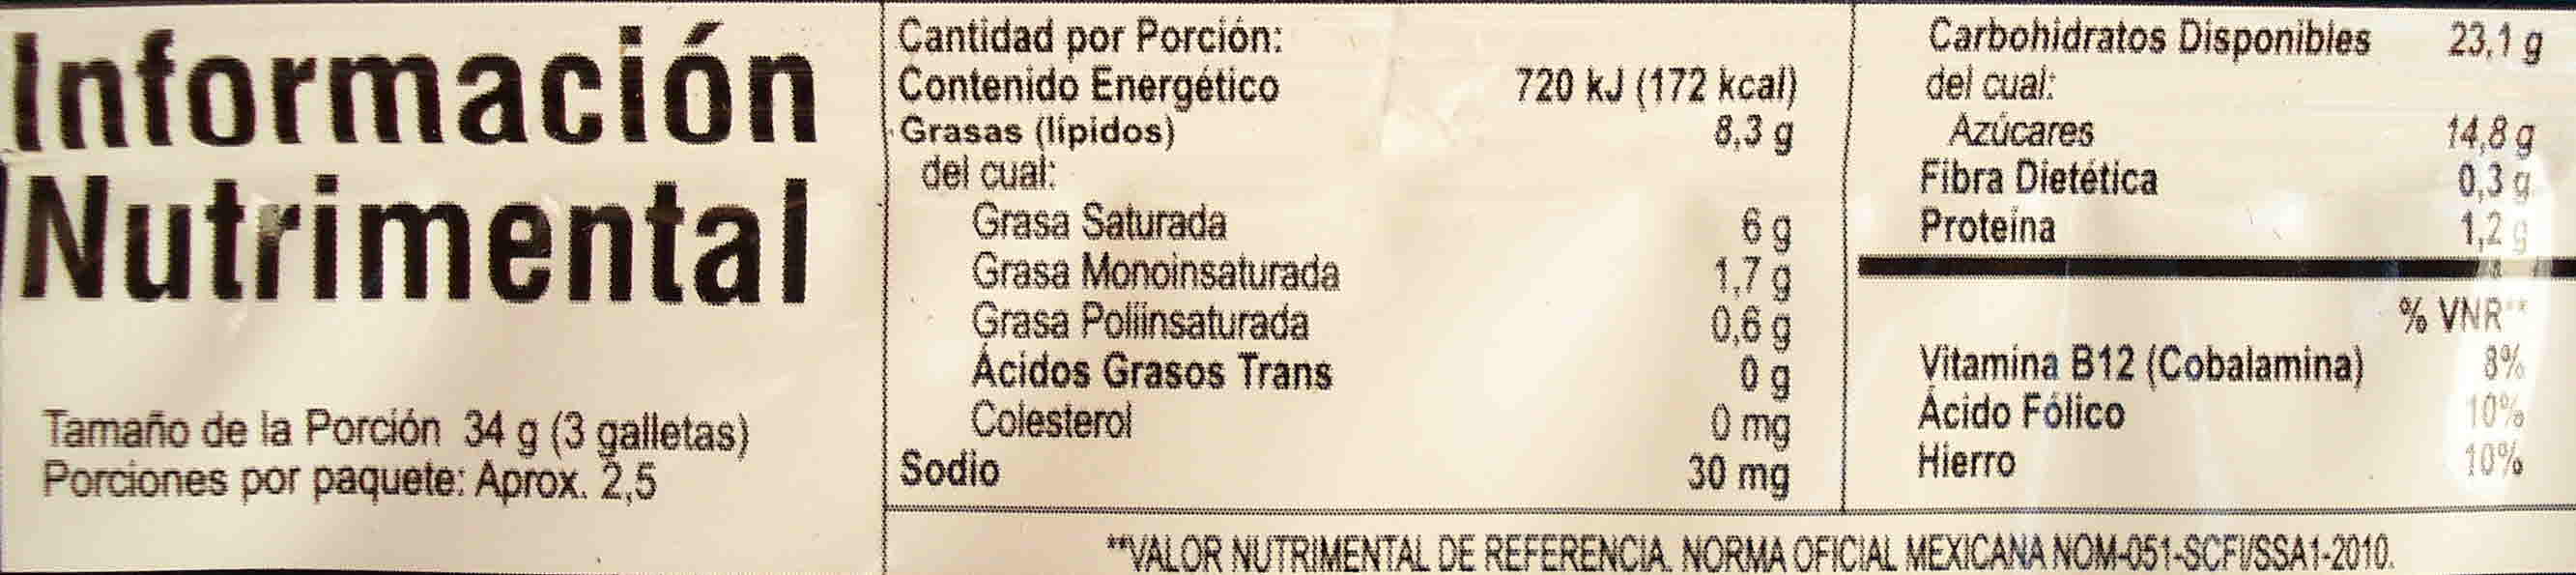 Información
Nutrimental
Tamaño de la Porción 34 g (3 galletas)
Porciones por paquete: Aprox. 2,5
Cantidad por Porción:
Contenido Energético 720 kJ (172 kcal)
Grasas (lípidos) 8,3 g
del cual:
Grasa Saturada 6 g
Grasa Monoinsaturada 1,7 g
Grasa Poliinsaturada 0,6 g
Ácidos Grasos Trans 0 g
Colesterol 0 mg
Sodio 30 mg
Carbohidratos Disponibles 23,1 g
del cual:
Azúcares 14,8 g
Fibra Dietética 0,3 g
Proteína 1,2 g
% VNR**
Vitamina B12 (Cobalamina) 8%
Ácido Fólico 10%
Hierro 10%
**VALOR NUTRIMENTAL DE REFERENCIA. NORMA OFICIAL MEXICANA NOM-051-SCFI/SSA1-2010.